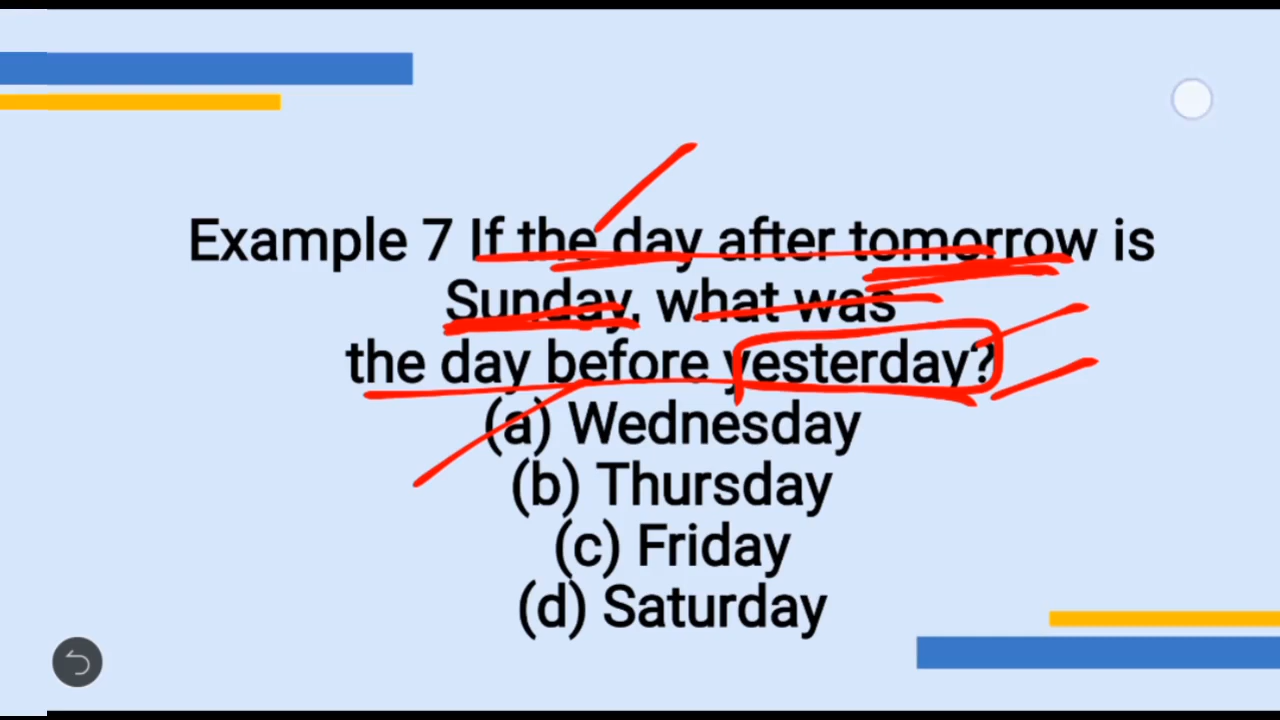 Example 7 If the day after tomorrow is
Sunday, what was
the day before yesterday?
(a) Wednesday
(b) Thursday
(c) Friday
(d) Saturday